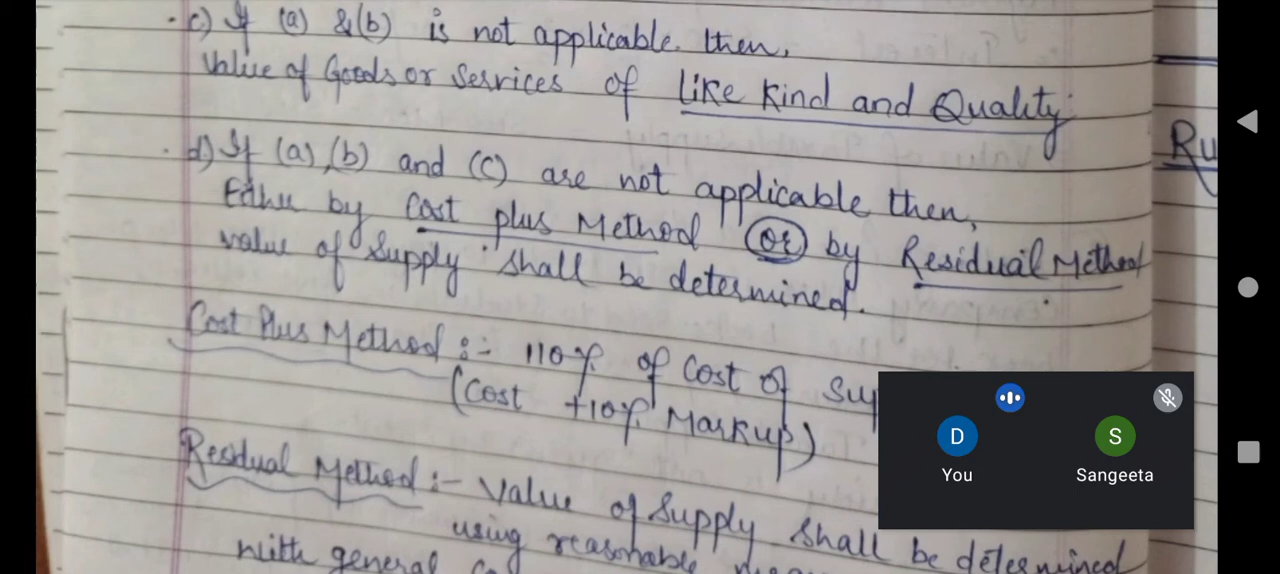 c) If (a) &(b) is not applicable then,
Value of Goods or Services of Like Kind and Quality.
d) If (a),(b) and (c) are not applicable then,
Either by Cost plus Method or by Residual Method
value of Supply shall be determined.
Ru
Cost Plus Method :- 110% of Cost of Sup
(Cost +10% Markup)
Residual Method :- Value of Supply shall be determined
using reasonable
with general
D
S
You
Sangeeta